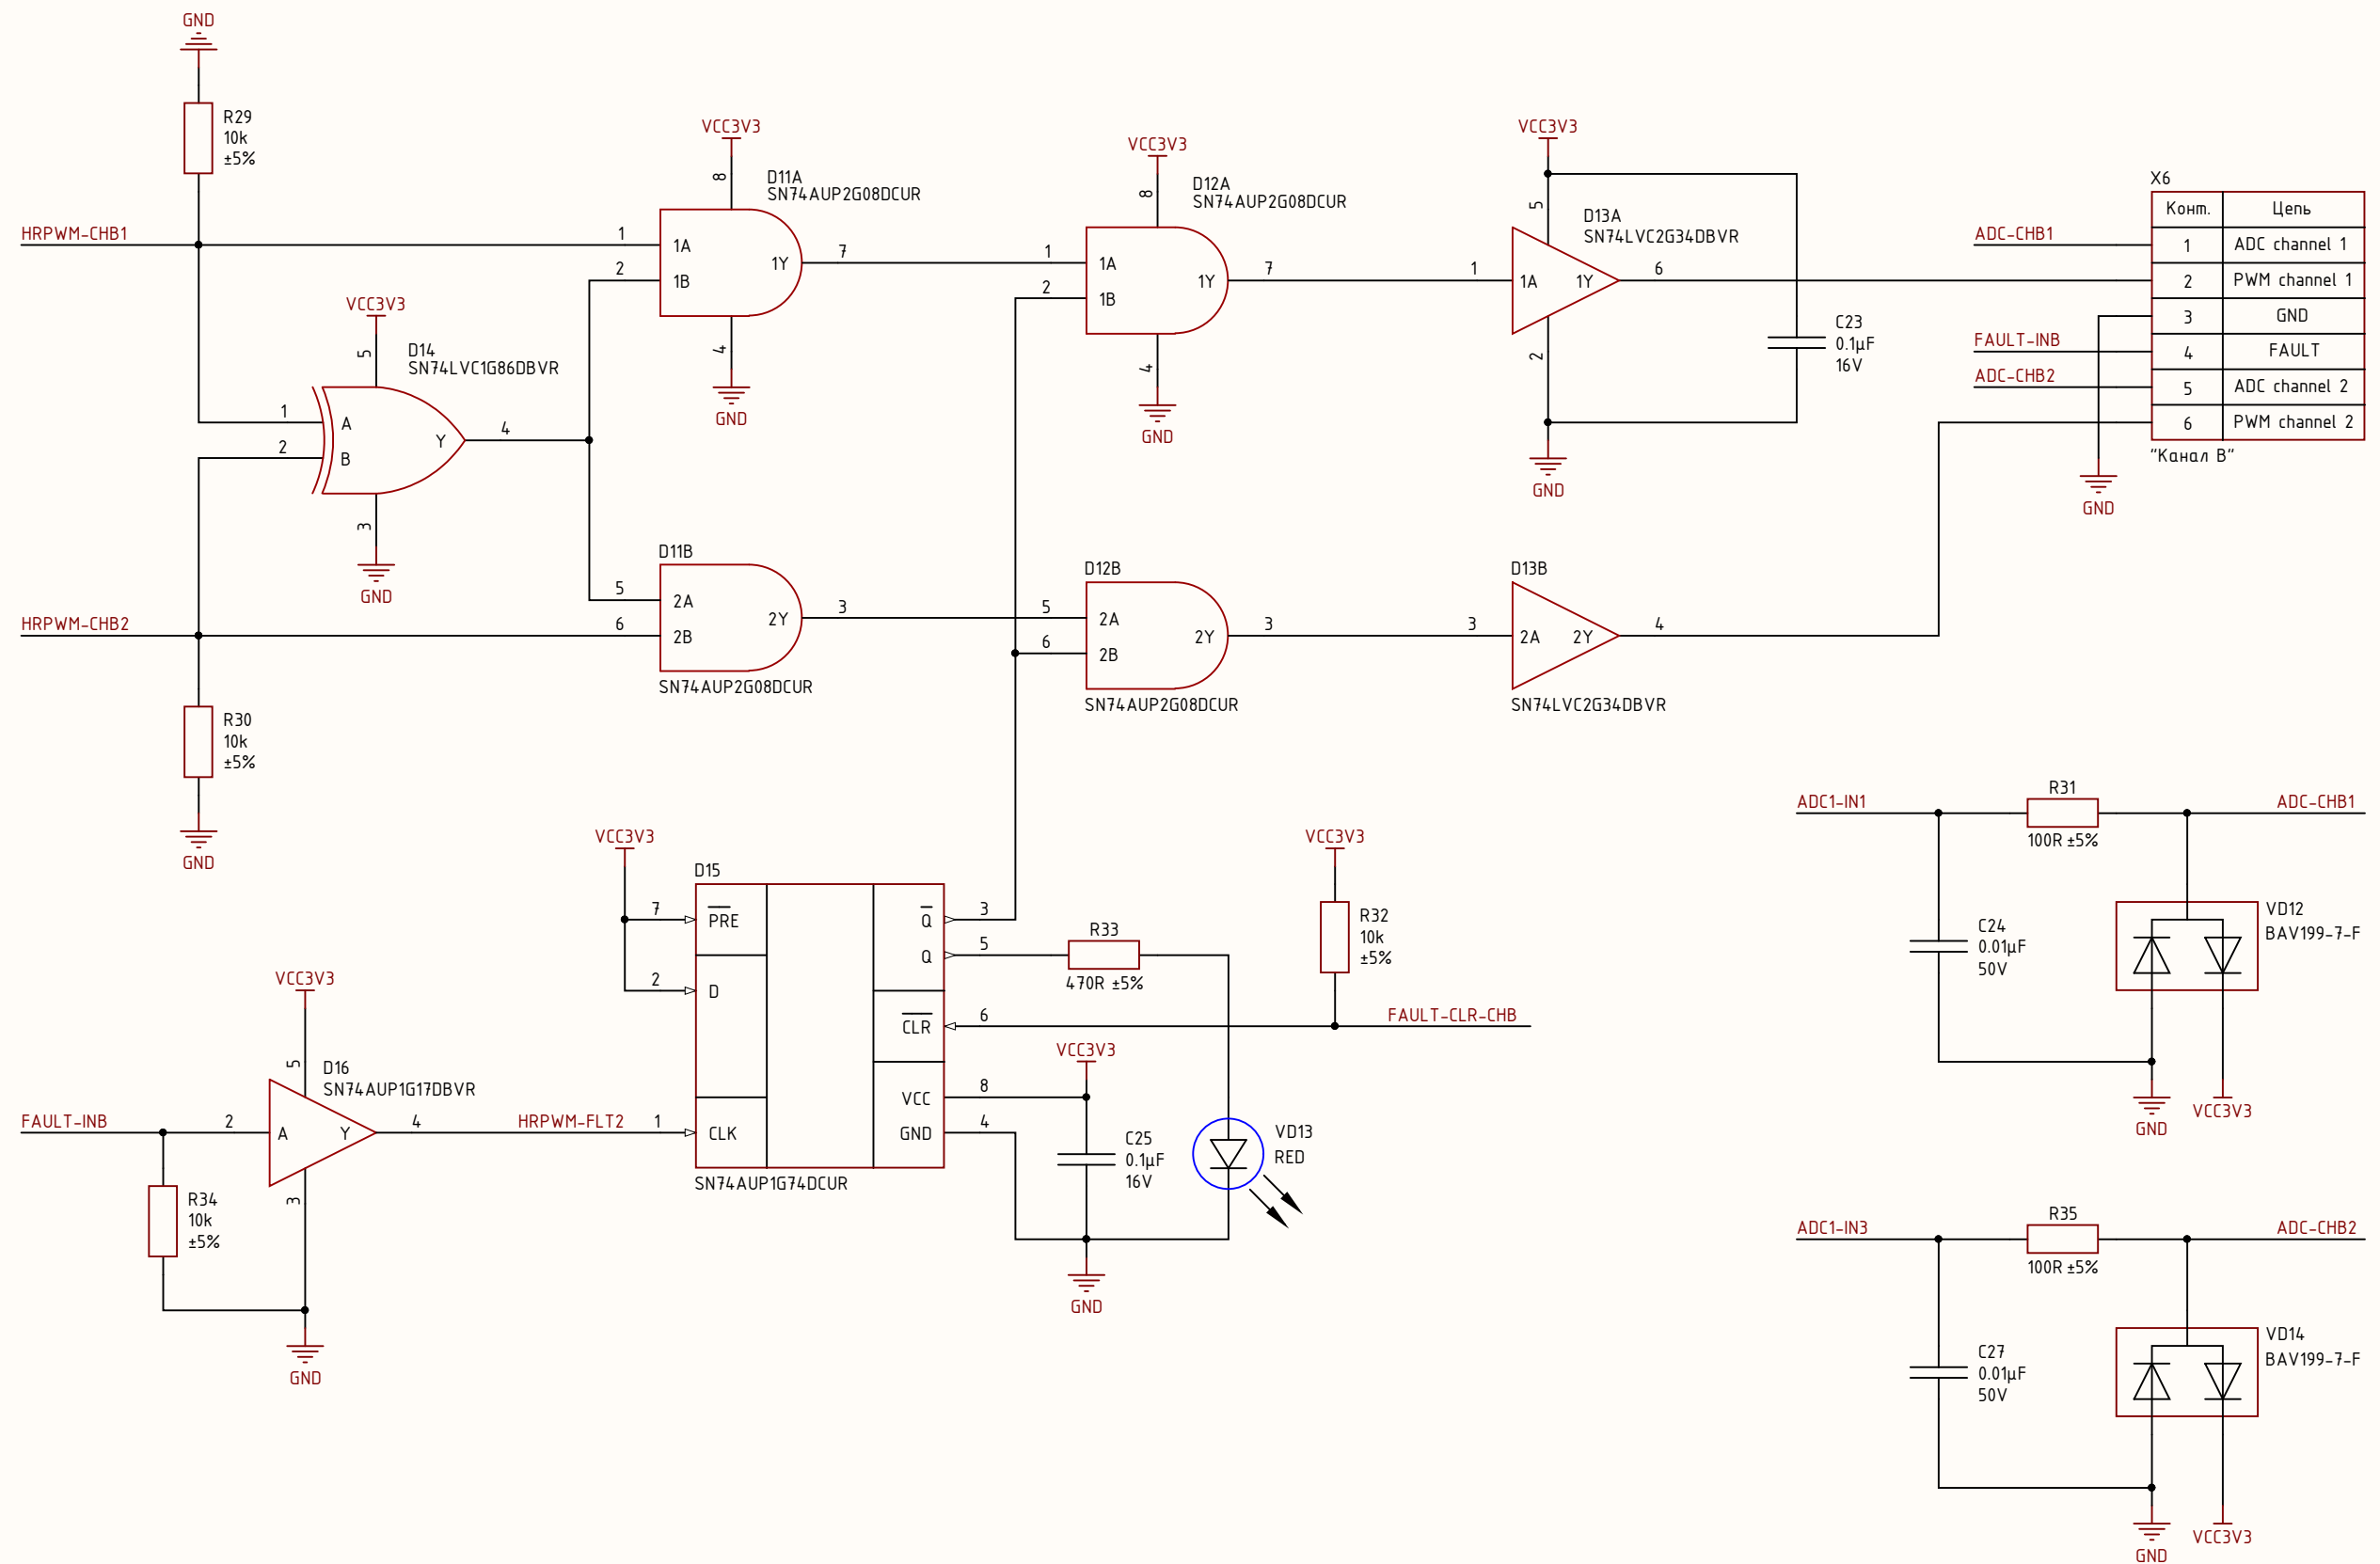 GND
R29
10k
±5%
HRPWM-CHB1
VCC3V3
8
D11A
SN74AUP2G08DCUR
1
1A
2
1B
1Y
7
4
GND
VCC3V3
8
D12A
SN74AUP2G08DCUR
1
1A
2
1B
1Y
7
4
GND
VCC3V3
5
D13A
SN74LVC2G34DBVR
1
1A
1Y
6
2
GND
C23
0.1µF
16V
X6
Конт. Цепь
1 ADC channel 1
2 PWM channel 1
3 GND
4 FAULT
5 ADC channel 2
6 PWM channel 2
"Канал B"
ADC-CHB1
FAULT-INB
ADC-CHB2
GND
VCC3V3
5
D14
SN74LVC1G86DBVR
1
A
2
B
Y
4
3
GND
HRPWM-CHB2
R30
10k
±5%
GND
D11B
5
2A
6
2B
2Y
3
SN74AUP2G08DCUR
D12B
5
2A
6
2B
2Y
3
SN74AUP2G08DCUR
D13B
3
2A
2Y
4
SN74LVC2G34DBVR
VCC3V3
D15
7
PRE
2
D
1
CLK
Q
3
Q
5
CLR
6
VCC
8
GND
4
SN74AUP1G74DCUR
R33
470R ±5%
VCC3V3
R32
10k
±5%
FAULT-CLR-CHB
VCC3V3
C25
0.1µF
16V
GND
VD13
RED
VCC3V3
5
D16
SN74AUP1G17DBVR
FAULT-INB
2
A
Y
4
HRPWM-FLT2
3
R34
10k
±5%
GND
ADC1-IN1
R31
100R ±5%
ADC-CHB1
C24
0.01µF
50V
VD12
BAV199-7-F
GND
VCC3V3
ADC1-IN3
R35
100R ±5%
ADC-CHB2
C27
0.01µF
50V
VD14
BAV199-7-F
GND
VCC3V3